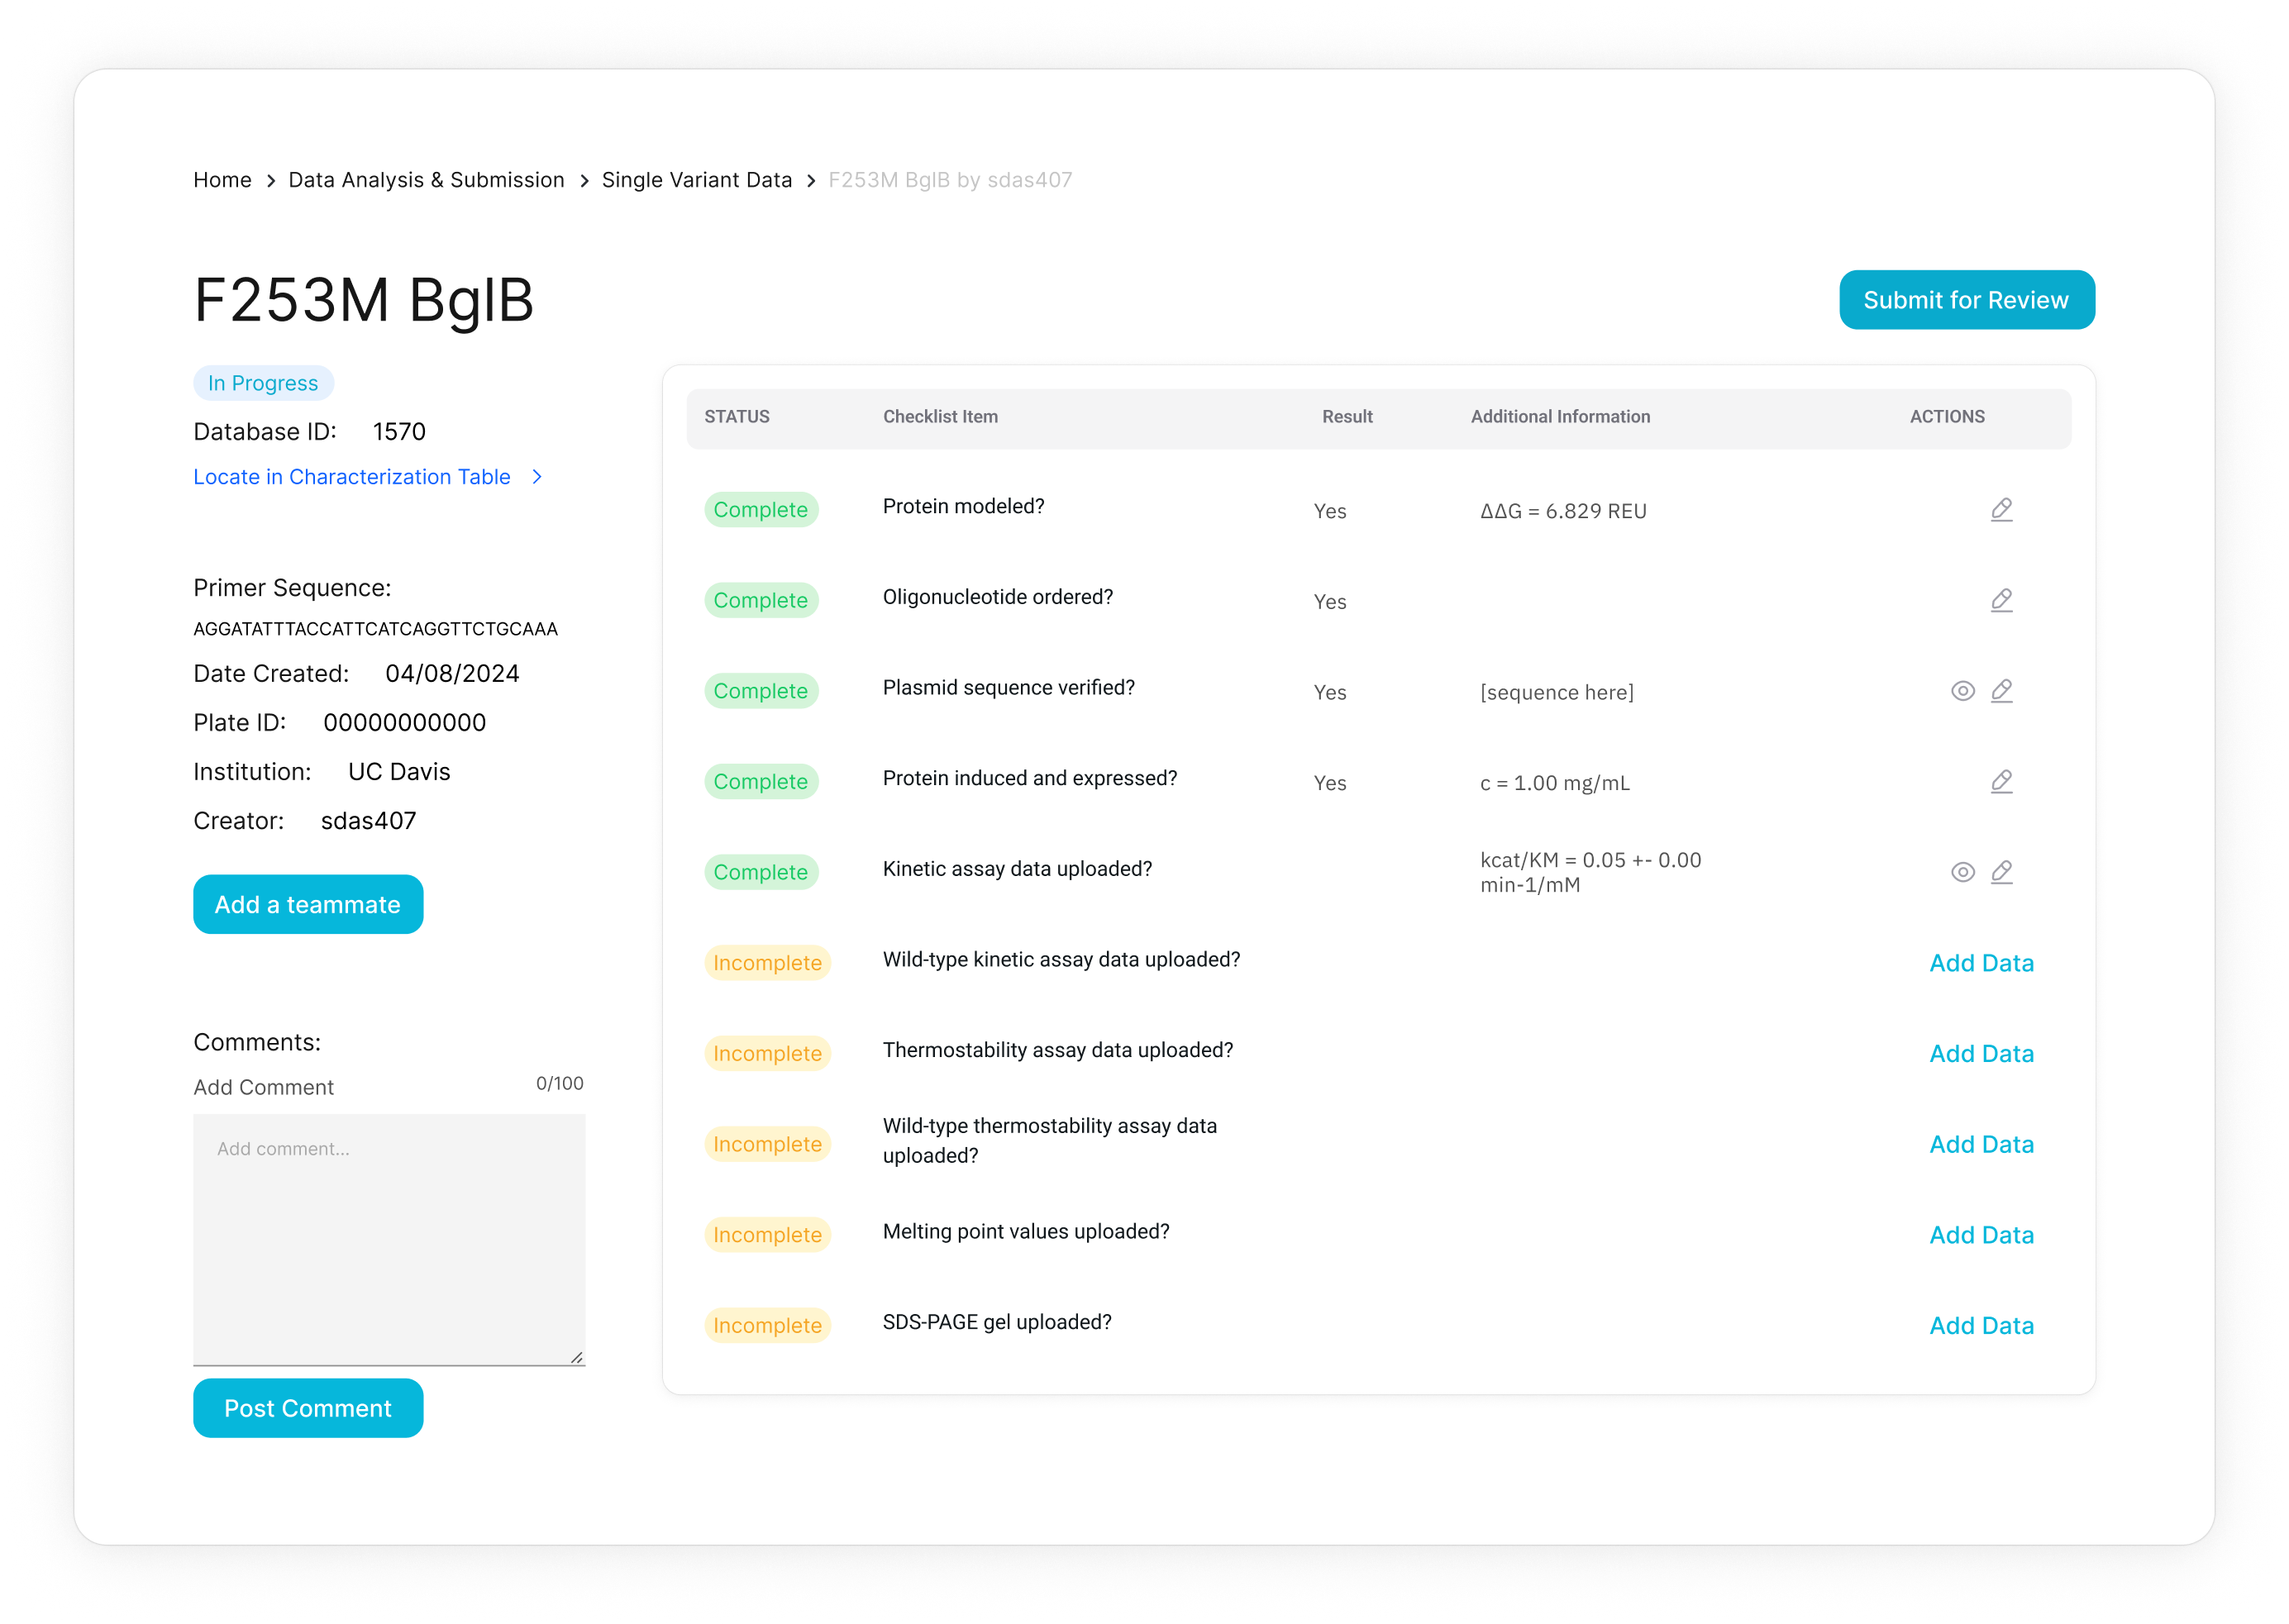 Home > Data Analysis & Submission > Single Variant Data > F253M BglB by sdas407
F253M BglB
Submit for Review
In Progress
Database ID: 1570
Locate in Characterization Table >
Primer Sequence:
AGGATATTTACCATTCATCAGGTTCTGCAAA
Date Created: 04/08/2024
Plate ID: 00000000000
Institution: UC Davis
Creator: sdas407
Add a teammate
Comments:
Add Comment 0/100
Add comment...
Post Comment
STATUS Checklist Item Result Additional Information ACTIONS
Complete Protein modeled? Yes ΔΔG = 6.829 REU
Complete Oligonucleotide ordered? Yes
Complete Plasmid sequence verified? Yes [sequence here]
Complete Protein induced and expressed? Yes c = 1.00 mg/mL
Complete Kinetic assay data uploaded? kcat/KM = 0.05 +- 0.00
min-1/mM
Incomplete Wild-type kinetic assay data uploaded? Add Data
Incomplete Thermostability assay data uploaded? Add Data
Incomplete Wild-type thermostability assay data
uploaded? Add Data
Incomplete Melting point values uploaded? Add Data
Incomplete SDS-PAGE gel uploaded? Add Data